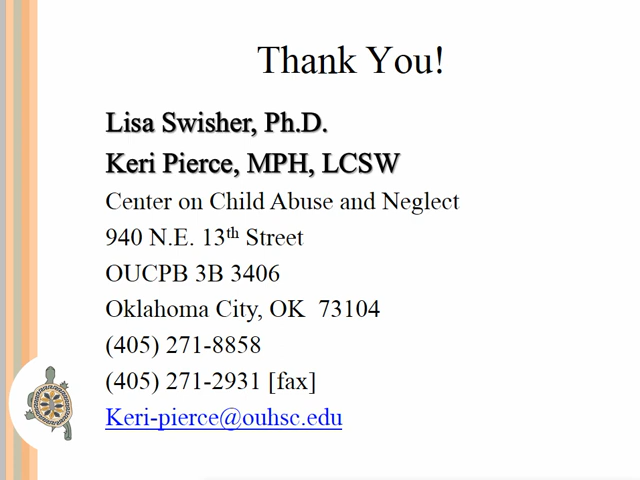 Thank You!
Lisa Swisher, Ph.D.
Keri Pierce, MPH, LCSW
Center on Child Abuse and Neglect
940 N.E. 13th Street
OUCPB 3B 3406
Oklahoma City, OK  73104
(405) 271-8858
(405) 271-2931 [fax]
Keri-pierce@ouhsc.edu